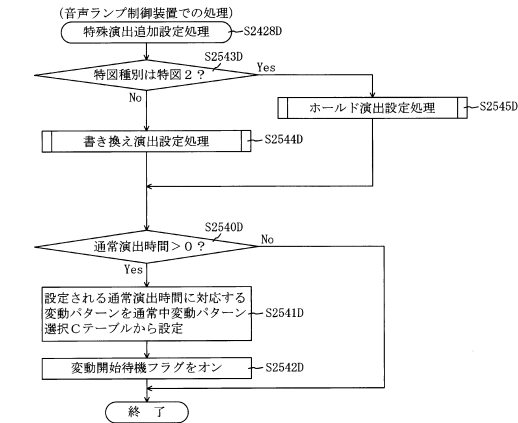 (音声ランプ制御装置での処理)
特殊演出追加設定処理
S2428D
S2543D
特図種別は特図2?
Yes
No
ホールド演出設定処理
S2545D
書き換え演出設定処理
S2544D
S2540D
通常演出時間>0?
No
Yes
設定される通常演出時間に対応する
変動パターンを通常中変動パターン
選択Cテーブルから設定
S2541D
変動開始待機フラグをオン
S2542D
終 了